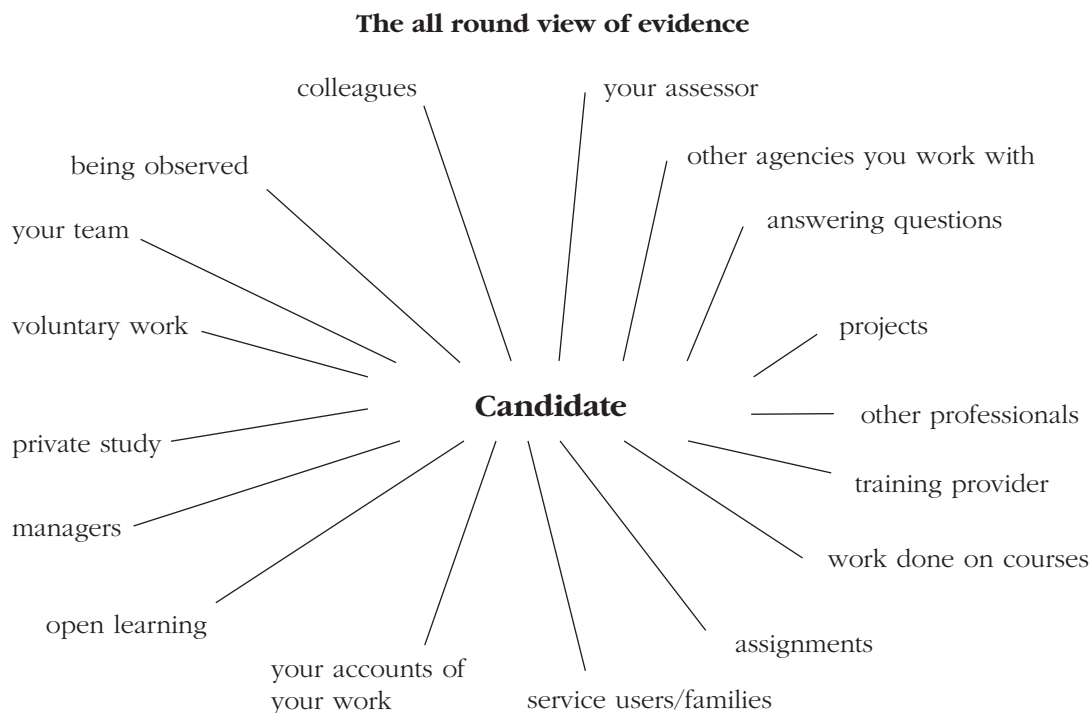 The all round view of evidence
colleagues
your assessor
being observed
other agencies you work with
your team
answering questions
voluntary work
projects
Candidate
private study
other professionals
managers
training provider
open learning
work done on courses
your accounts of
your work
assignments
service users/families